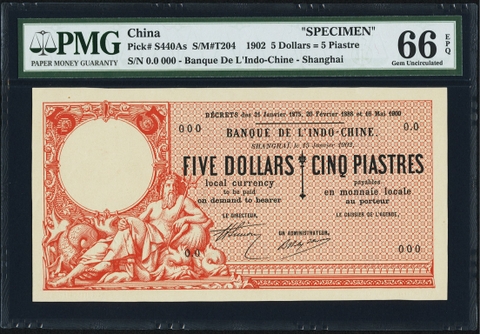 PMG
PAPER MONEY GUARANTY
China "SPECIMEN"
Pick# S440As S/M#T204 1902 5 Dollars = 5 Piastre
S/N 0.0 000 - Banque De L'Indo-Chine - Shanghai
66 EPQ
Gem Uncirculated
DÉCRETS des 21 Janvier 1875, 20 Février 1888 et 16 Mai 1900
000 0.0
BANQUE DE L'INDO-CHINE.
SHANGHAI le 15 Janvier 1902.
FIVE DOLLARS CINQ PIASTRES
local currency payables
to be paid en monnaie locale
on demand to bearer au porteur
LE DIRECTEUR, LE CAISSIER DE L'AGENCE.
UN ADMINISTRATEUR,
0.0 000